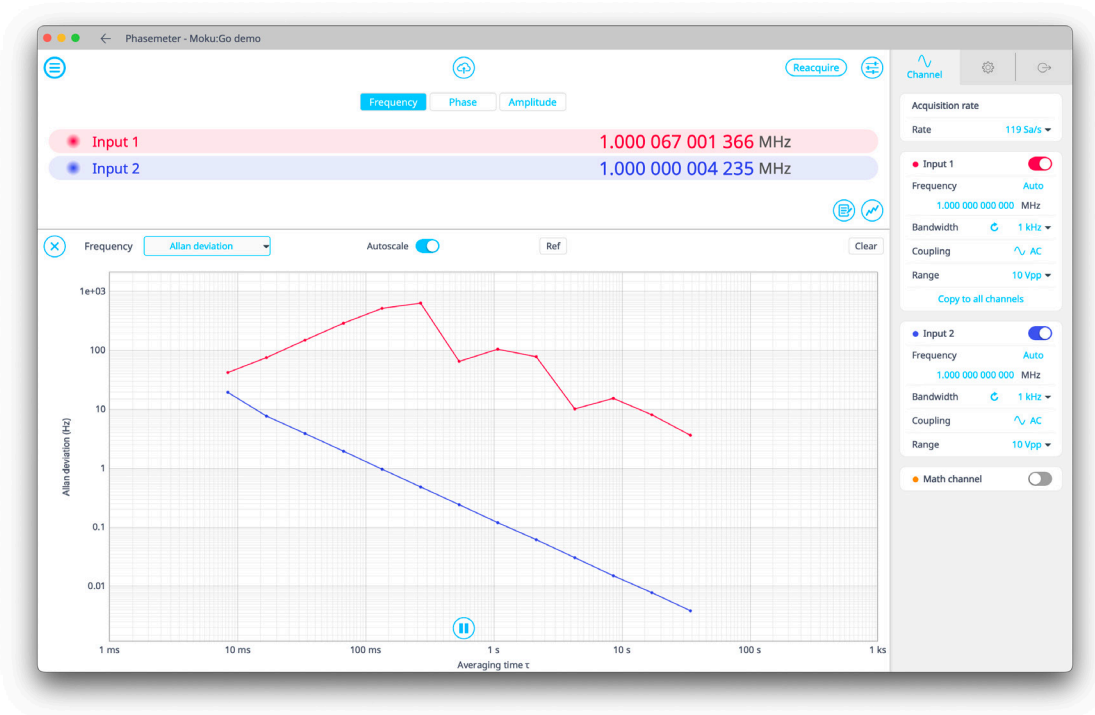 Phasemeter - Moku:Go demo
Reacquire
Frequency Phase Amplitude
Input 1 1.000 067 001 366 MHz
Input 2 1.000 000 004 235 MHz
Frequency Allan deviation Autoscale Ref Clear
1e+03
100
10
1
0.1
0.01
Allan deviation (Hz)
1 ms 10 ms 100 ms 1 s 10 s 100 s 1 ks
Averaging time τ
Channel
Acquisition rate
Rate 119 Sa/s
Input 1
Frequency Auto
1.000 000 000 000 MHz
Bandwidth 1 kHz
Coupling AC
Range 10 Vpp
Copy to all channels
Input 2
Frequency Auto
1.000 000 000 000 MHz
Bandwidth 1 kHz
Coupling AC
Range 10 Vpp
Math channel